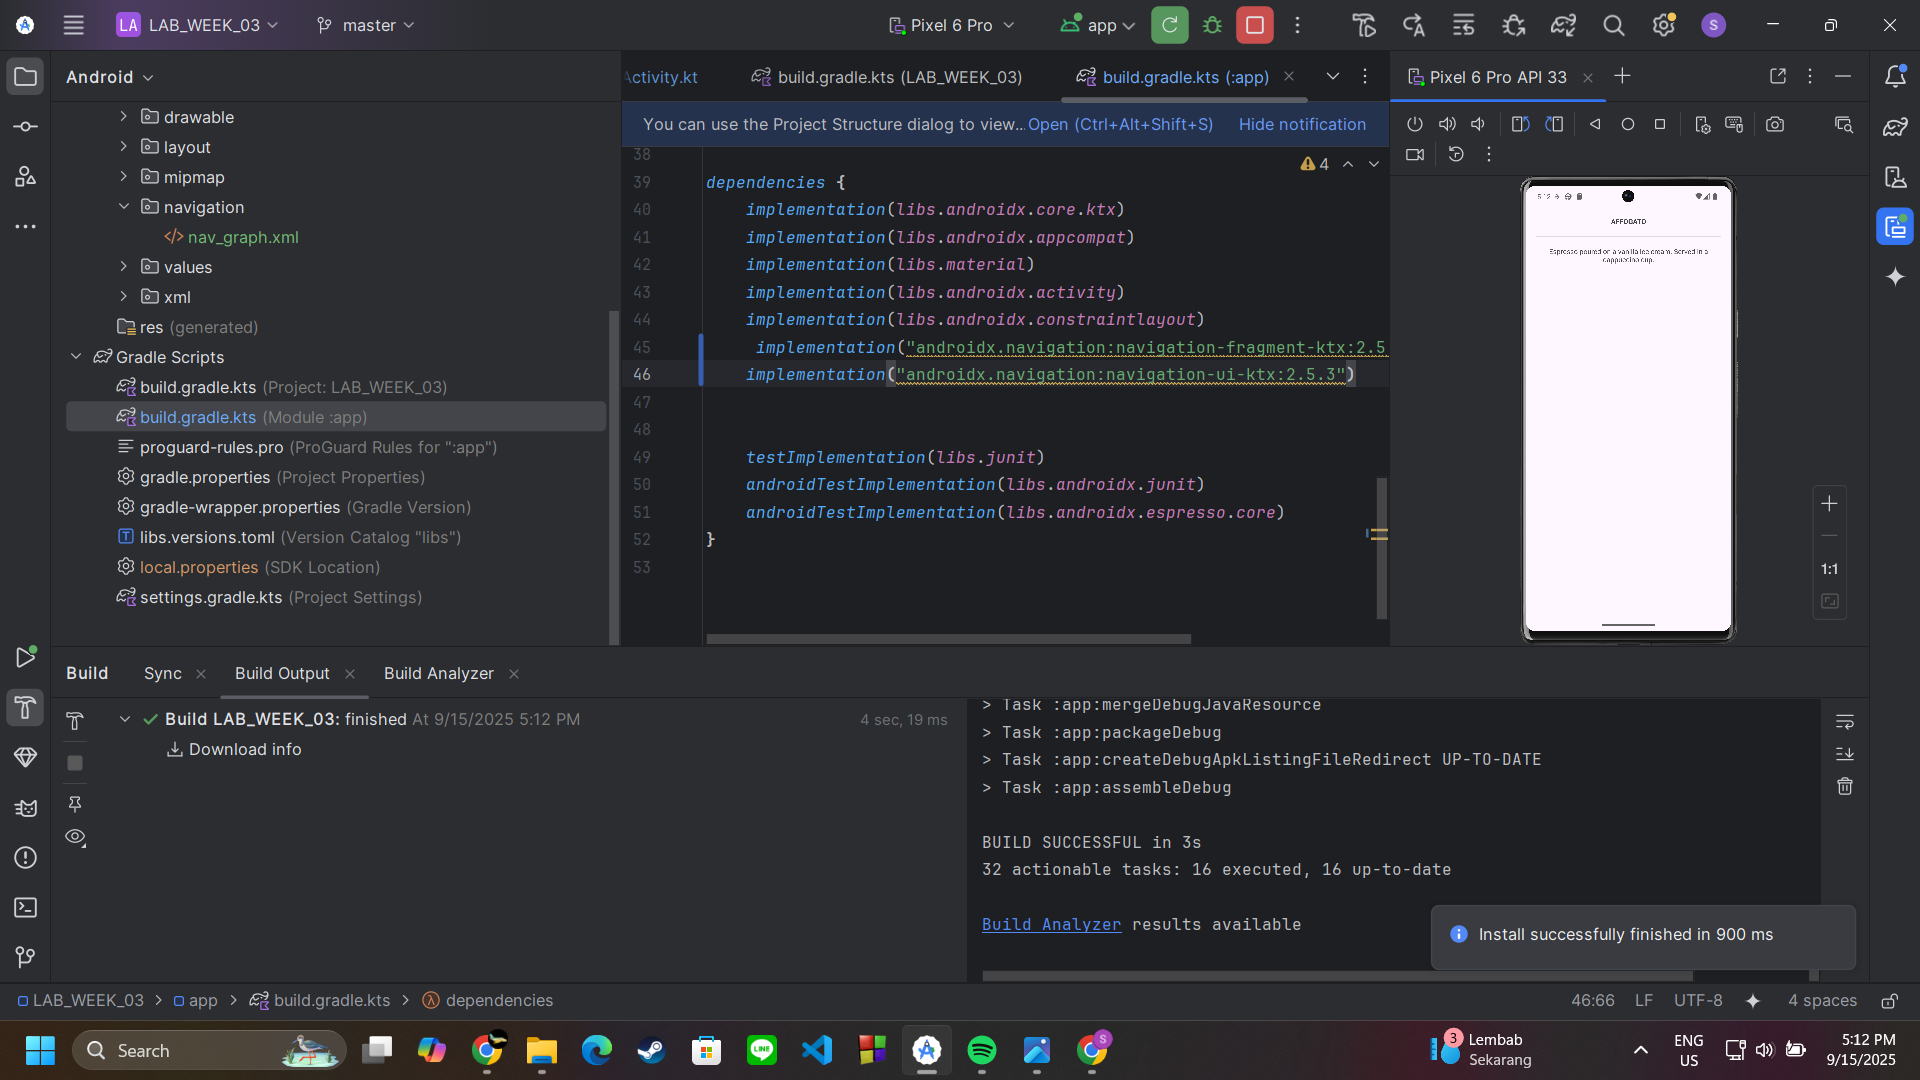 LA LAB_WEEK_03 master Pixel 6 Pro app S
Android
drawable
layout
mipmap
navigation
nav_graph.xml
values
xml
res (generated)
Gradle Scripts
build.gradle.kts (Project: LAB_WEEK_03)
build.gradle.kts (Module :app)
proguard-rules.pro (ProGuard Rules for ":app")
gradle.properties (Project Properties)
gradle-wrapper.properties (Gradle Version)
libs.versions.toml (Version Catalog "libs")
local.properties (SDK Location)
settings.gradle.kts (Project Settings)
Activity.kt build.gradle.kts (LAB_WEEK_03) build.gradle.kts (:app)
You can use the Project Structure dialog to view... Open (Ctrl+Alt+Shift+S) Hide notification
4
38
39 dependencies {
40 implementation(libs.androidx.core.ktx)
41 implementation(libs.androidx.appcompat)
42 implementation(libs.material)
43 implementation(libs.androidx.activity)
44 implementation(libs.androidx.constraintlayout)
45 implementation("androidx.navigation:navigation-fragment-ktx:2.5
46 implementation("androidx.navigation:navigation-ui-ktx:2.5.3")
47
48
49 testImplementation(libs.junit)
50 androidTestImplementation(libs.androidx.junit)
51 androidTestImplementation(libs.androidx.espresso.core)
52 }
53
Pixel 6 Pro API 33
5:12
AFFOGATO
Espresso poured on a vanilla ice cream. Served in a
cappuccino cup.
1:1
Build Sync Build Output Build Analyzer
Build LAB_WEEK_03: finished At 9/15/2025 5:12 PM 4 sec, 19 ms
Download info
> Task :app:mergeDebugJavaResource
> Task :app:packageDebug
> Task :app:createDebugApkListingFileRedirect UP-TO-DATE
> Task :app:assembleDebug
BUILD SUCCESSFUL in 3s
32 actionable tasks: 16 executed, 16 up-to-date
Build Analyzer results available
Install successfully finished in 900 ms
LAB_WEEK_03 > app > build.gradle.kts > dependencies 46:66 LF UTF-8 4 spaces
Search
LINE
S
3 Lembab
Sekarang
ENG
US
5:12 PM
9/15/2025